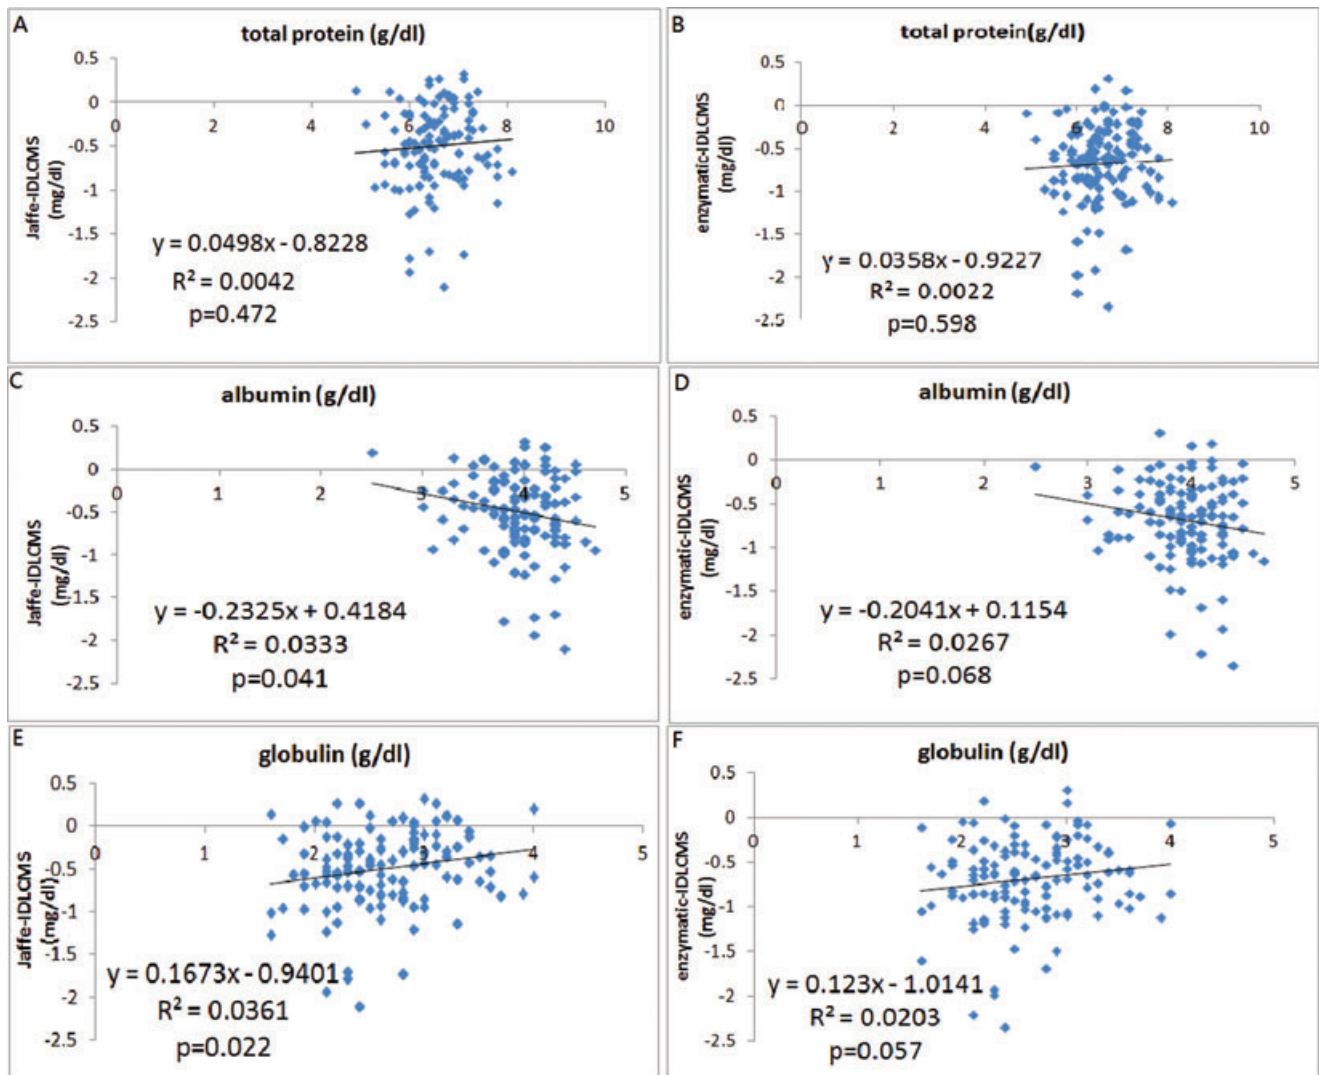 A
total protein (g/dl)
Jaffe-IDLCMS
(mg/dl)
0.5
0
-0.5
-1
-1.5
-2
-2.5
0 2 4 6 8 10
y = 0.0498x - 0.8228
R² = 0.0042
p=0.472
B
total protein(g/dl)
enzymatic-IDLCMS
(mg/dl)
0.5
0
-0.5
-1
-1.5
-2
-2.5
0 2 4 6 8 10
y = 0.0358x - 0.9227
R² = 0.0022
p=0.598
C
albumin (g/dl)
Jaffe-IDLCMS
(mg/dl)
0.5
0
-0.5
-1
-1.5
-2
-2.5
0 1 2 3 4 5
y = -0.2325x + 0.4184
R² = 0.0333
p=0.041
D
albumin (g/dl)
enzymatic-IDLCMS
(mg/dl)
0.5
0
-0.5
-1
-1.5
-2
-2.5
0 1 2 3 4 5
y = -0.2041x + 0.1154
R² = 0.0267
p=0.068
E
globulin (g/dl)
Jaffe-IDLCMS
(mg/dl)
0.5
0
-0.5
-1
-1.5
-2
-2.5
0 1 2 3 4 5
y = 0.1673x - 0.9401
R² = 0.0361
p=0.022
F
globulin (g/dl)
enzymatic-IDLCMS
(mg/dl)
0.5
0
-0.5
-1
-1.5
-2
-2.5
0 1 2 3 4 5
y = 0.123x - 1.0141
R² = 0.0203
p=0.057